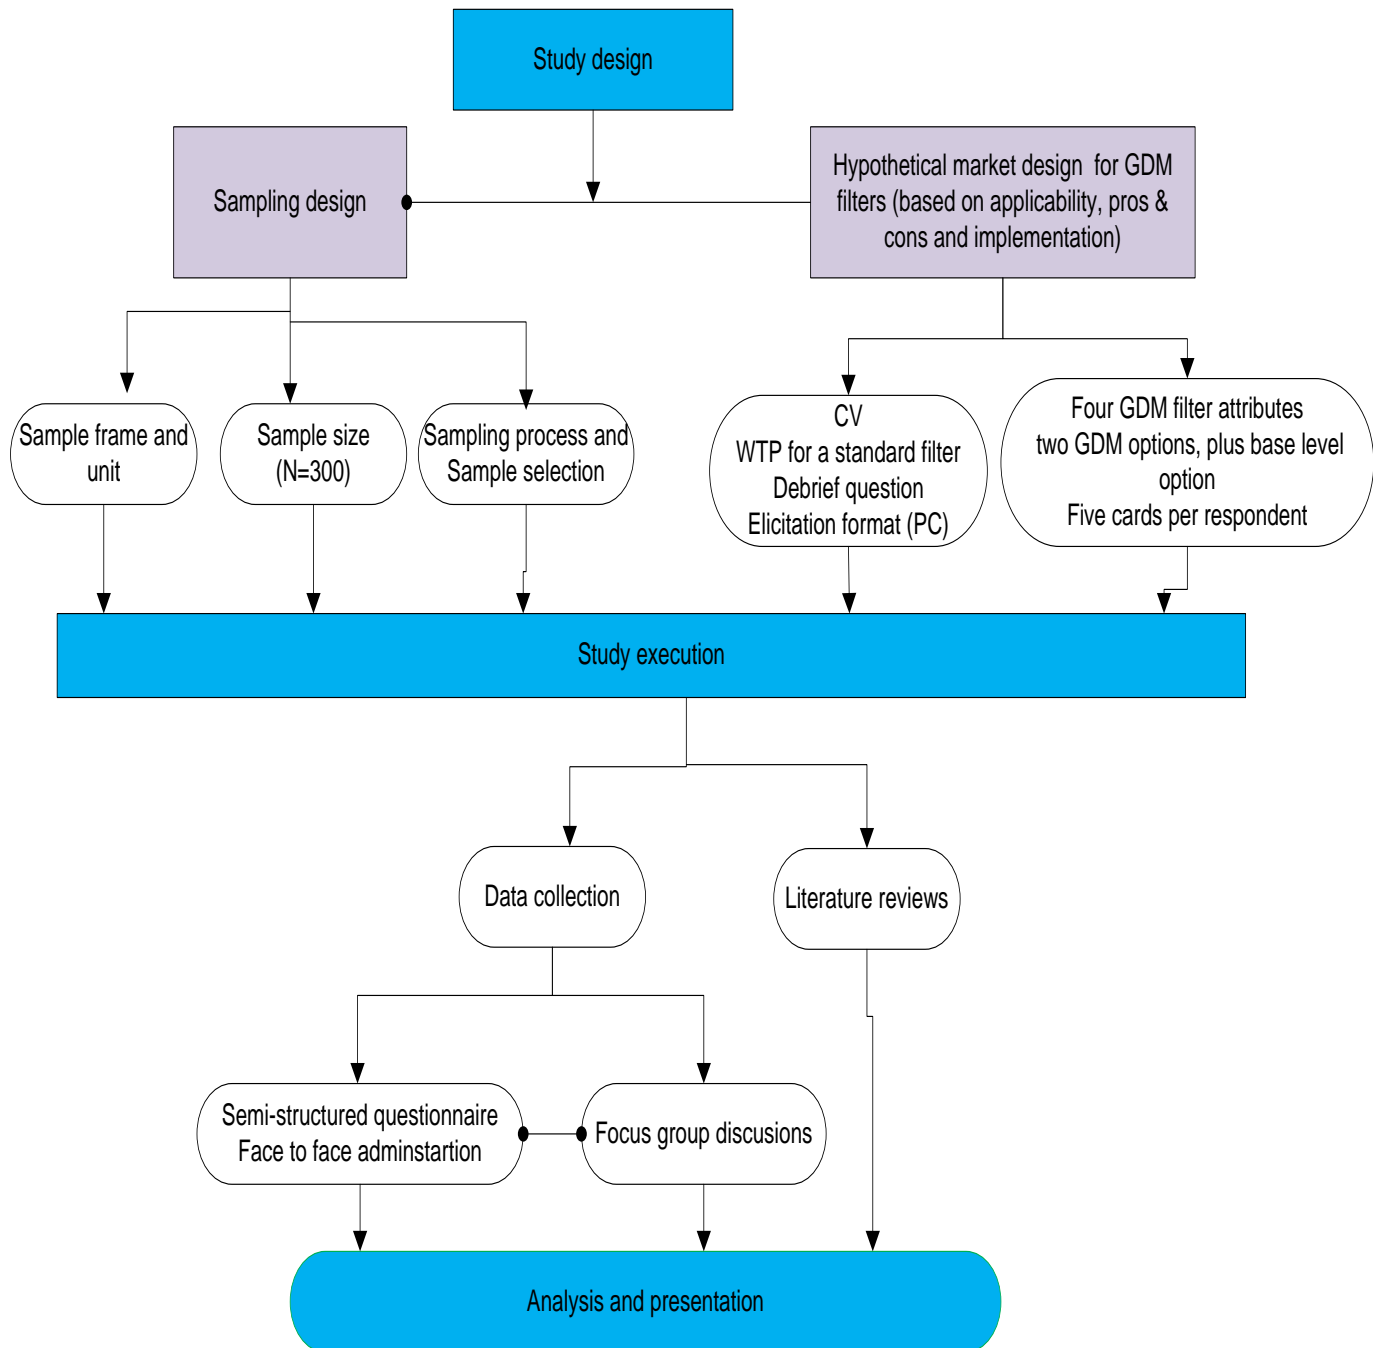 Study design
Sampling design
Hypothetical market design for GDM
filters (based on applicability, pros &
cons and implementation)
Sample frame and
unit
Sample size
(N=300)
Sampling process and
Sample selection
CV
WTP for a standard filter
Debrief question
Elicitation format (PC)
Four GDM filter attributes
two GDM options, plus base level
option
Five cards per respondent
Study execution
Data collection
Literature reviews
Semi-structured questionnaire
Face to face adminstartion
Focus group discusions
Analysis and presentation